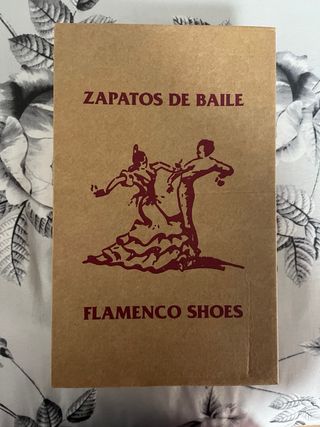 ZAPATOS DE BAILE
FLAMENCO SHOES